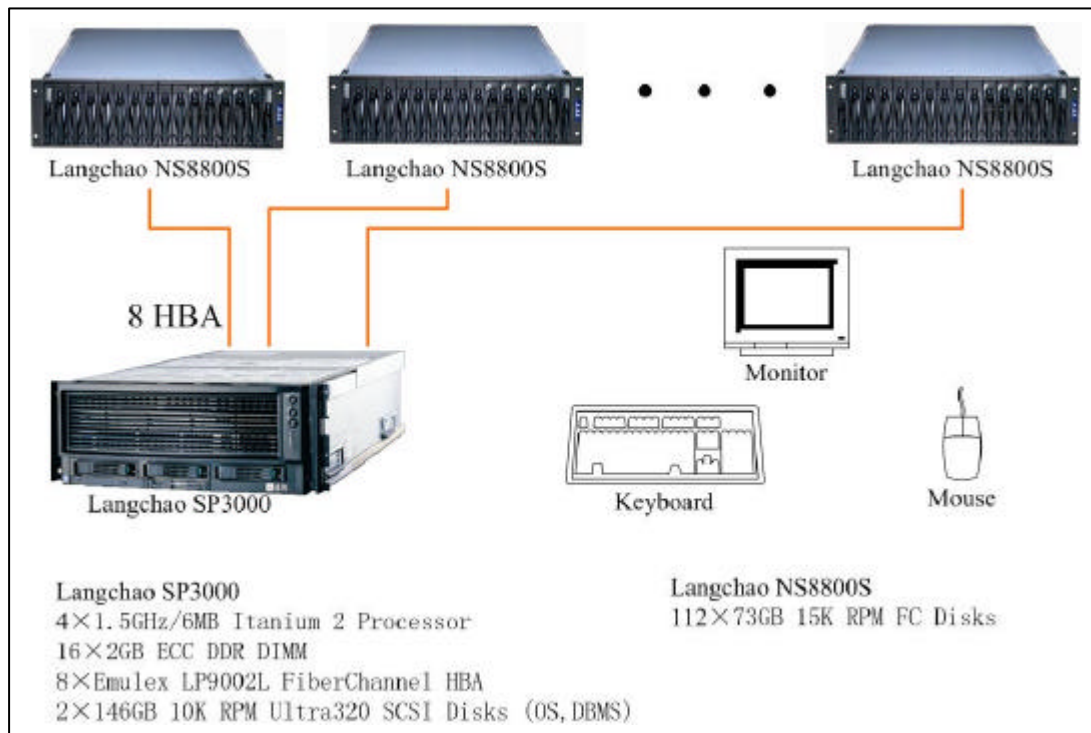 Langchao NS8800S
Langchao NS8800S
Langchao NS8800S
8 HBA
Monitor
Langchao SP3000
Keyboard
Mouse
Langchao SP3000
4×1.5GHz/6MB Itanium 2 Processor
16×2GB ECC DDR DIMM
8×Emulex LP9002L FiberChannel HBA
2×146GB 10K RPM Ultra320 SCSI Disks (OS,DBMS)
Langchao NS8800S
112×73GB 15K RPM FC Disks